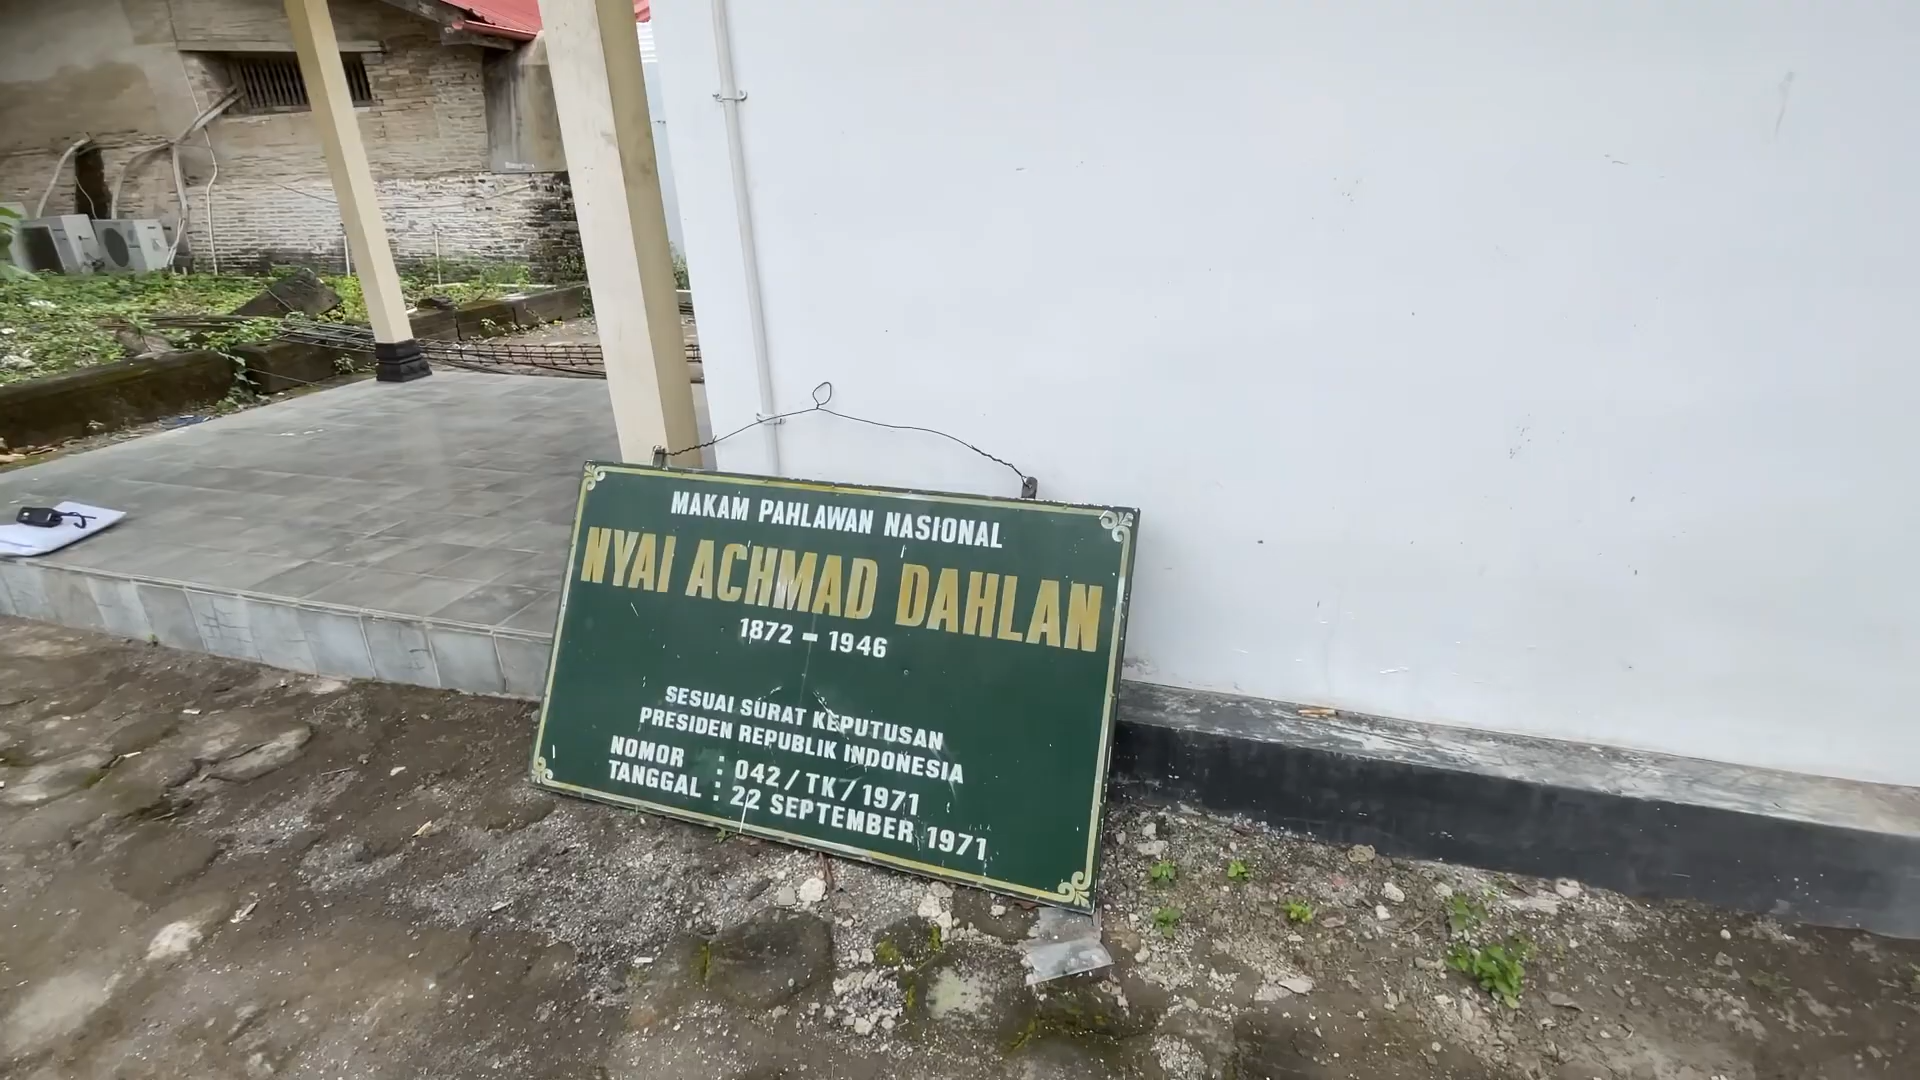 MAKAM PAHLAWAN NASIONAL
NYAI ACHMAD DAHLAN
1872 - 1946
SESUAI SURAT KEPUTUSAN
PRESIDEN REPUBLIK INDONESIA
NOMOR : 042/TK/1971
TANGGAL : 22 SEPTEMBER 1971